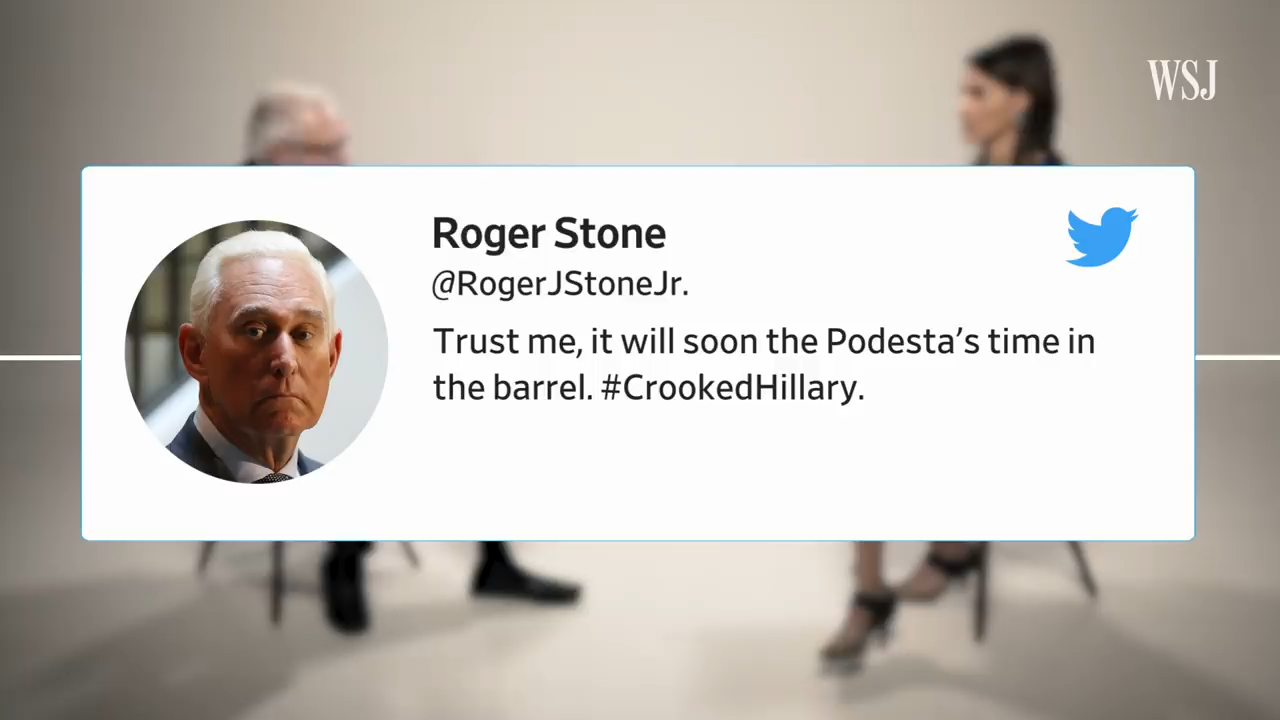 WSJ
Roger Stone
@RogerJStoneJr.
Trust me, it will soon the Podesta’s time in
the barrel. #CrookedHillary.